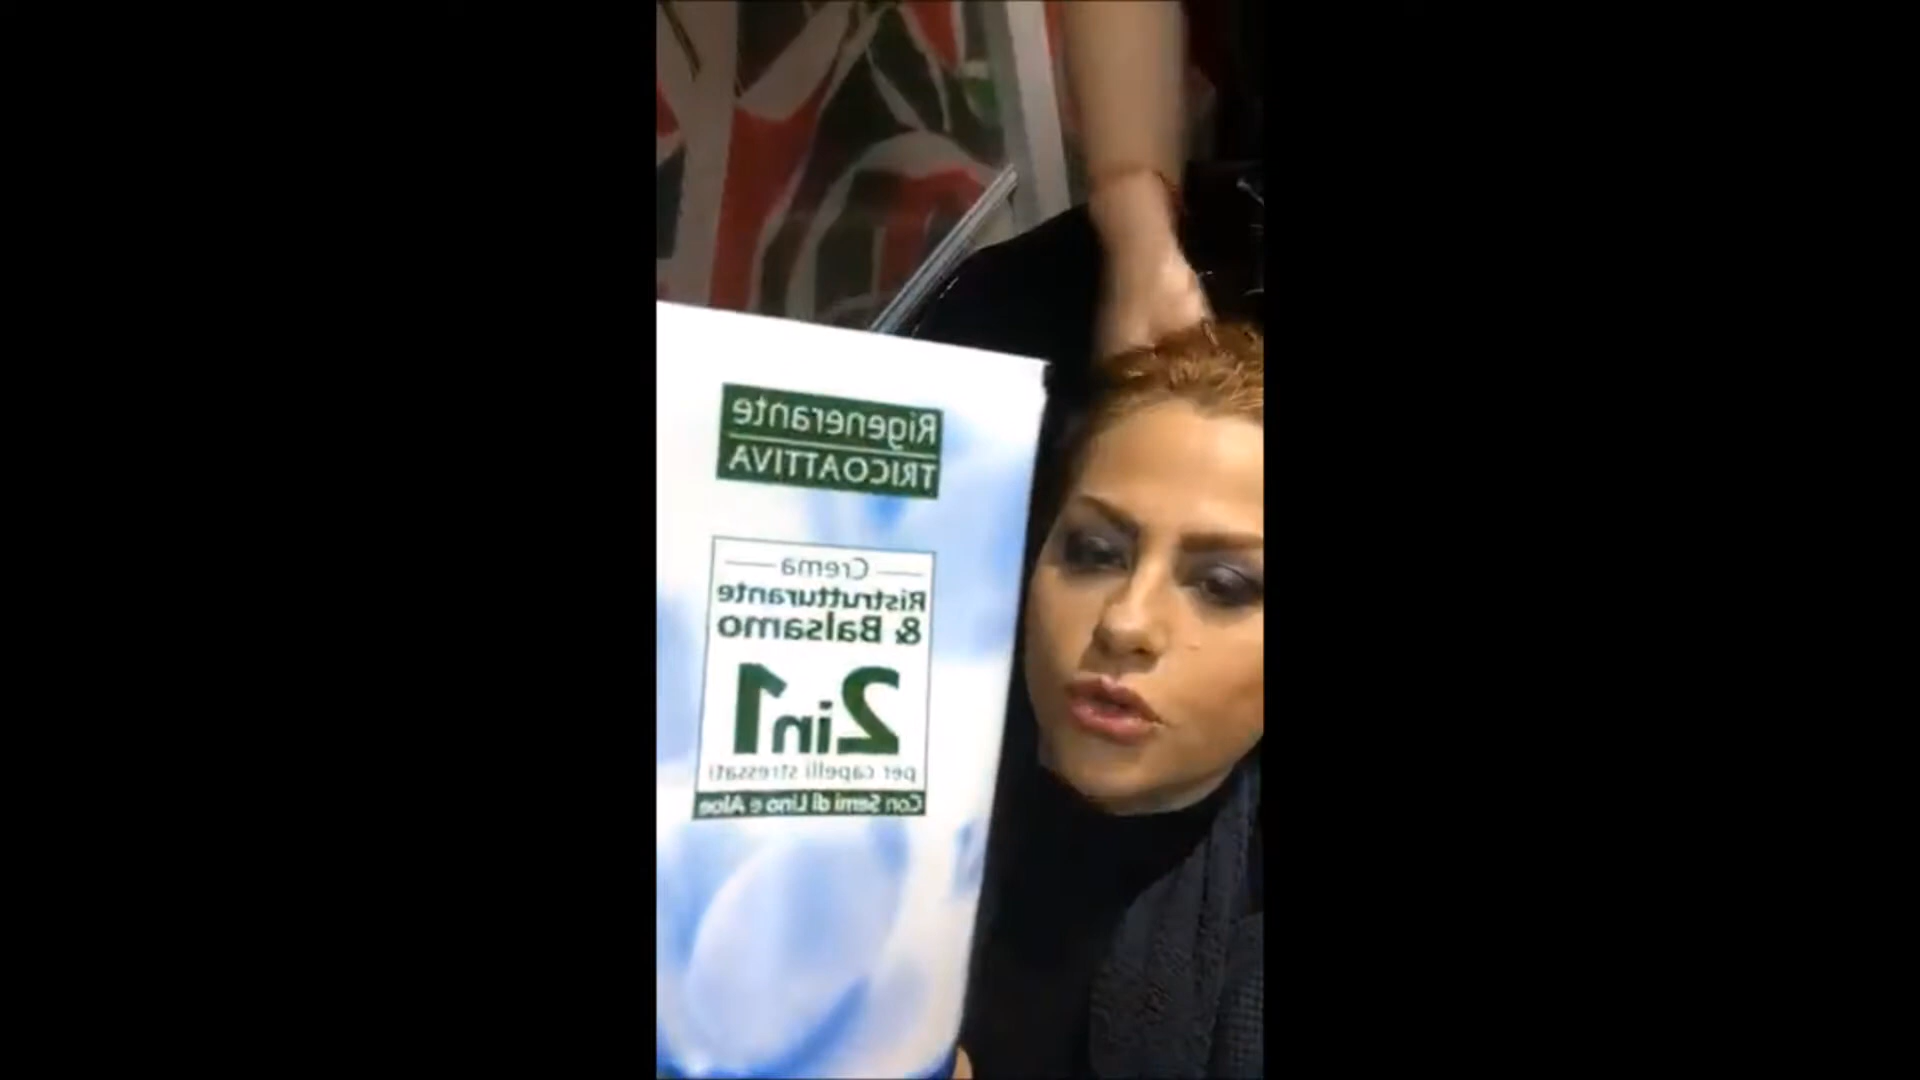 Rigenerante
TRICOATTIVA
Crema
Ristrutturante
& Balsamo
2in1
per capelli stressati
Con Semi di Lino e Aloe